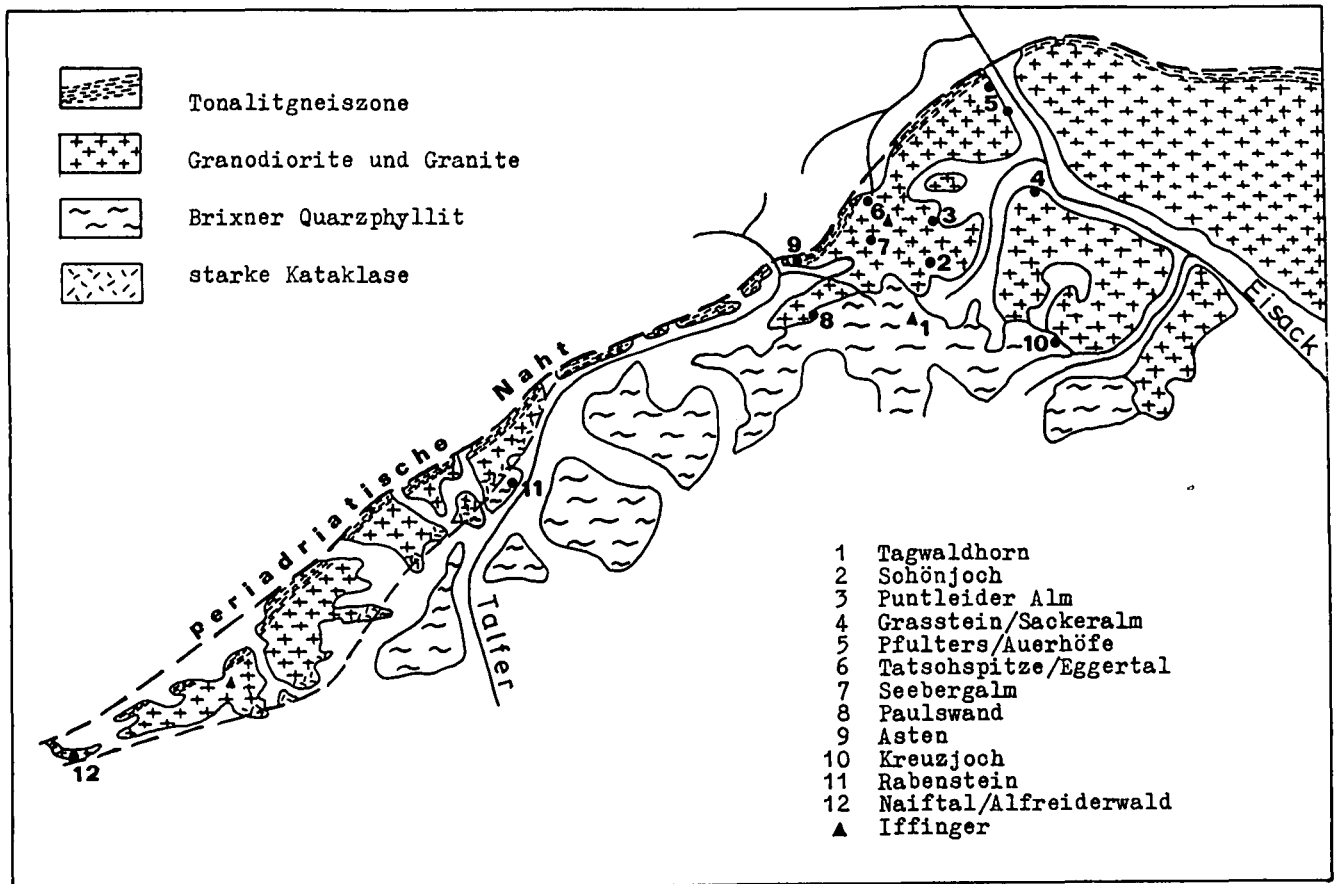 Tonalitgneiszone
Granodiorite und Granite
Brixner Quarzphyllit
starke Kataklase
5
4
6
3
7
2
9
8
1
10
Eisack
periadriatische Naht
11
Talfer
12
1 Tagwaldhorn
2 Schönjoch
3 Puntleider Alm
4 Grasstein/Sackeralm
5 Pfulters/Auerhöfe
6 Tatschspitze/Eggertal
7 Seebergalm
8 Paulswand
9 Asten
10 Kreuzjoch
11 Rabenstein
12 Naiftal/Alfreiderwald
▲ Iffinger